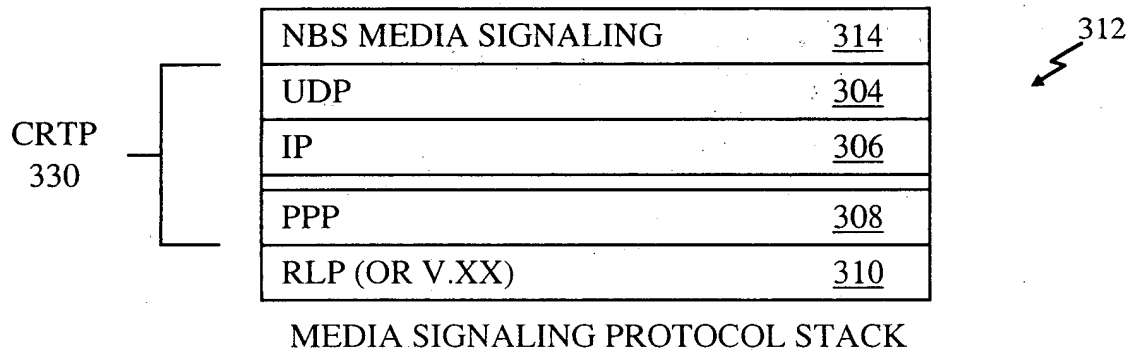 NBS MEDIA SIGNALING 314
312
UDP 304
CRTP
330
IP 306
PPP 308
RLP (OR V.XX) 310
MEDIA SIGNALING PROTOCOL STACK